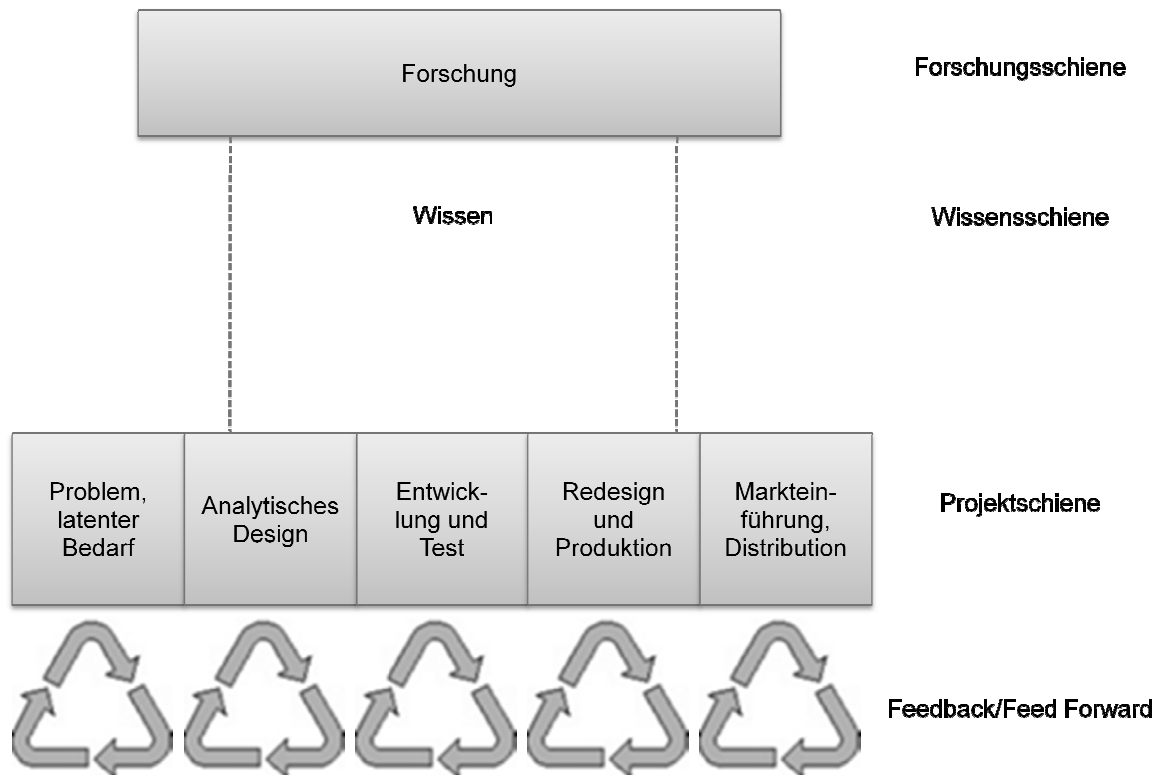 Forschung
Forschungsschiene
Wissen
Wissensschiene
Problem,
latenter
Bedarf
Analytisches
Design
Entwick-
lung und
Test
Redesign
und
Produktion
Marktein-
führung,
Distribution
Projektschiene
Feedback/Feed Forward